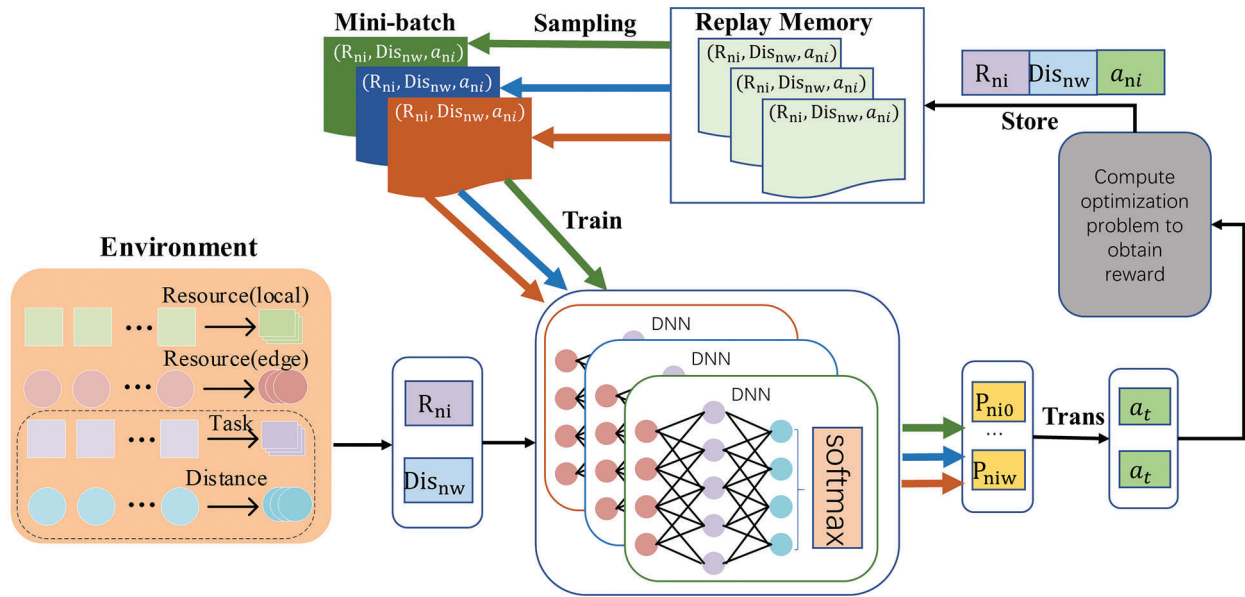 Mini-batch
Sampling
Replay Memory
(R_ni, Dis_nw, a_ni)
(R_ni, Dis_nw, a_ni)
(R_ni, Dis_nw, a_ni)
(R_ni, Dis_nw, a_ni)
(R_ni, Dis_nw, a_ni)
(R_ni, Dis_nw, a_ni)
R_ni Dis_nw a_ni
Store
Compute
optimization
problem to
obtain
reward
Train
Environment
Resource(local)
...
Resource(edge)
...
Task
...
Distance
...
R_ni
Dis_nw
DNN
DNN
DNN
softmax
P_ni0
...
P_niw
Trans
a_t
a_t